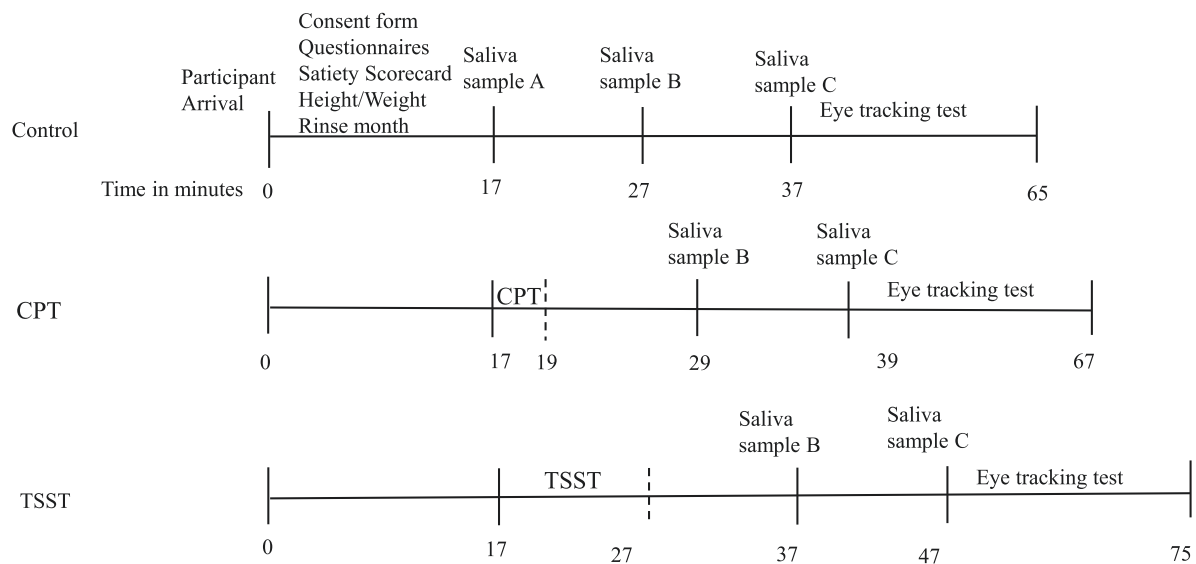 Consent form
Questionnaires
Satiety Scorecard
Height/Weight
Rinse month
Participant
Arrival
Saliva
sample A
Saliva
sample B
Saliva
sample C
Eye tracking test
Control
Time in minutes 0 17 27 37 65
Saliva
sample B
Saliva
sample C
CPT
Eye tracking test
CPT
0 17 19 29 39 67
Saliva
sample B
Saliva
sample C
TSST
Eye tracking test
TSST
0 17 27 37 47 75